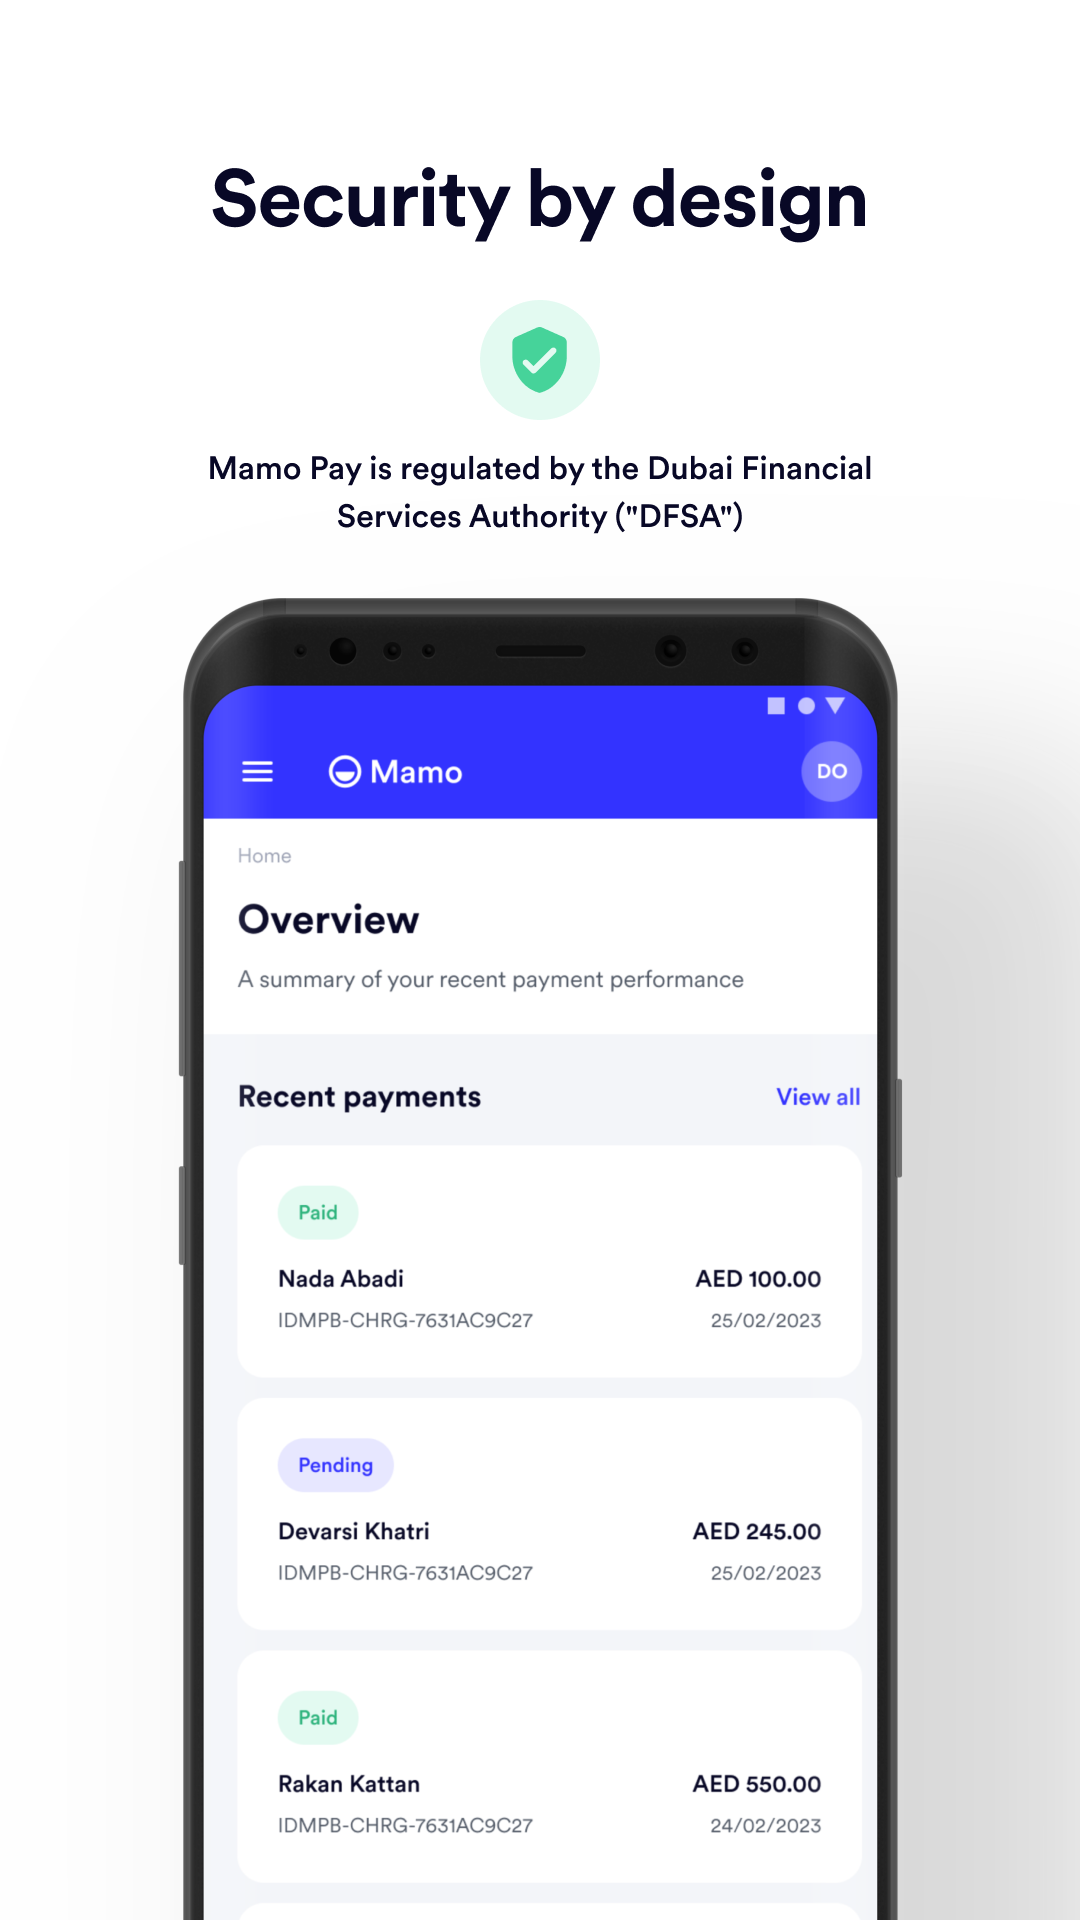 Security by design
Mamo Pay is regulated by the Dubai Financial
Services Authority ("DFSA")
Mamo
DO
Home
Overview
A summary of your recent payment performance
Recent payments
View all
Paid
Nada Abadi
AED 100.00
IDMPB-CHRG-7631AC9C27
25/02/2023
Pending
Devarsi Khatri
AED 245.00
IDMPB-CHRG-7631AC9C27
25/02/2023
Paid
Rakan Kattan
AED 550.00
IDMPB-CHRG-7631AC9C27
24/02/2023